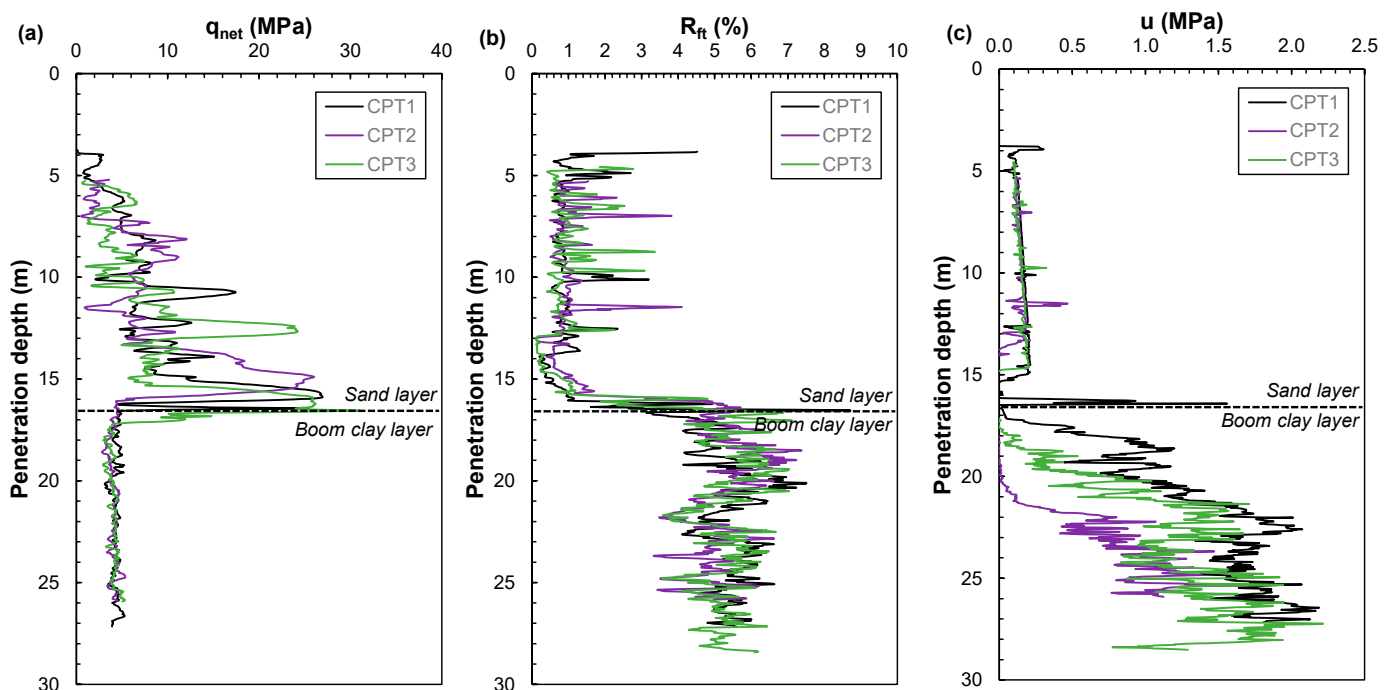 (a)
q_net (MPa)
0 10 20 30 40
Penetration depth (m)
0
5
10
15
20
25
30
CPT1
CPT2
CPT3
Sand layer
Boom clay layer
(b)
R_ft (%)
0 1 2 3 4 5 6 7 8 9 10
Penetration depth (m)
0
5
10
15
20
25
30
CPT1
CPT2
CPT3
Sand layer
Boom clay layer
(c)
u (MPa)
0.0 0.5 1.0 1.5 2.0 2.5
Penetration depth (m)
0
5
10
15
20
25
30
CPT1
CPT2
CPT3
Sand layer
Boom clay layer